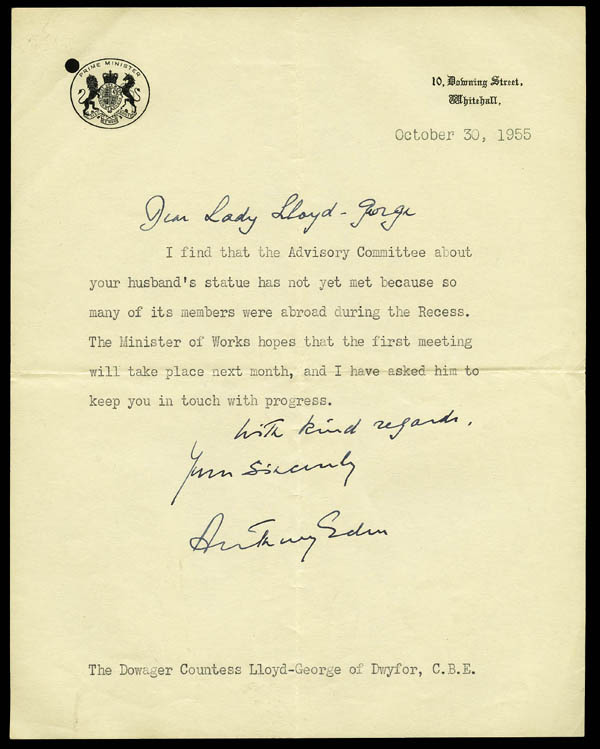 PRIME MINISTER
10, Downing Street,
Whitehall,
October 30, 1955
Dear Lady Lloyd-George
I find that the Advisory Committee about
your husband's statue has not yet met because so
many of its members were abroad during the Recess.
The Minister of Works hopes that the first meeting
will take place next month, and I have asked him to
keep you in touch with progress.
With kind regards.
Yours Sincerely
Anthony Eden
The Dowager Countess Lloyd-George of Dwyfor, C.B.E.